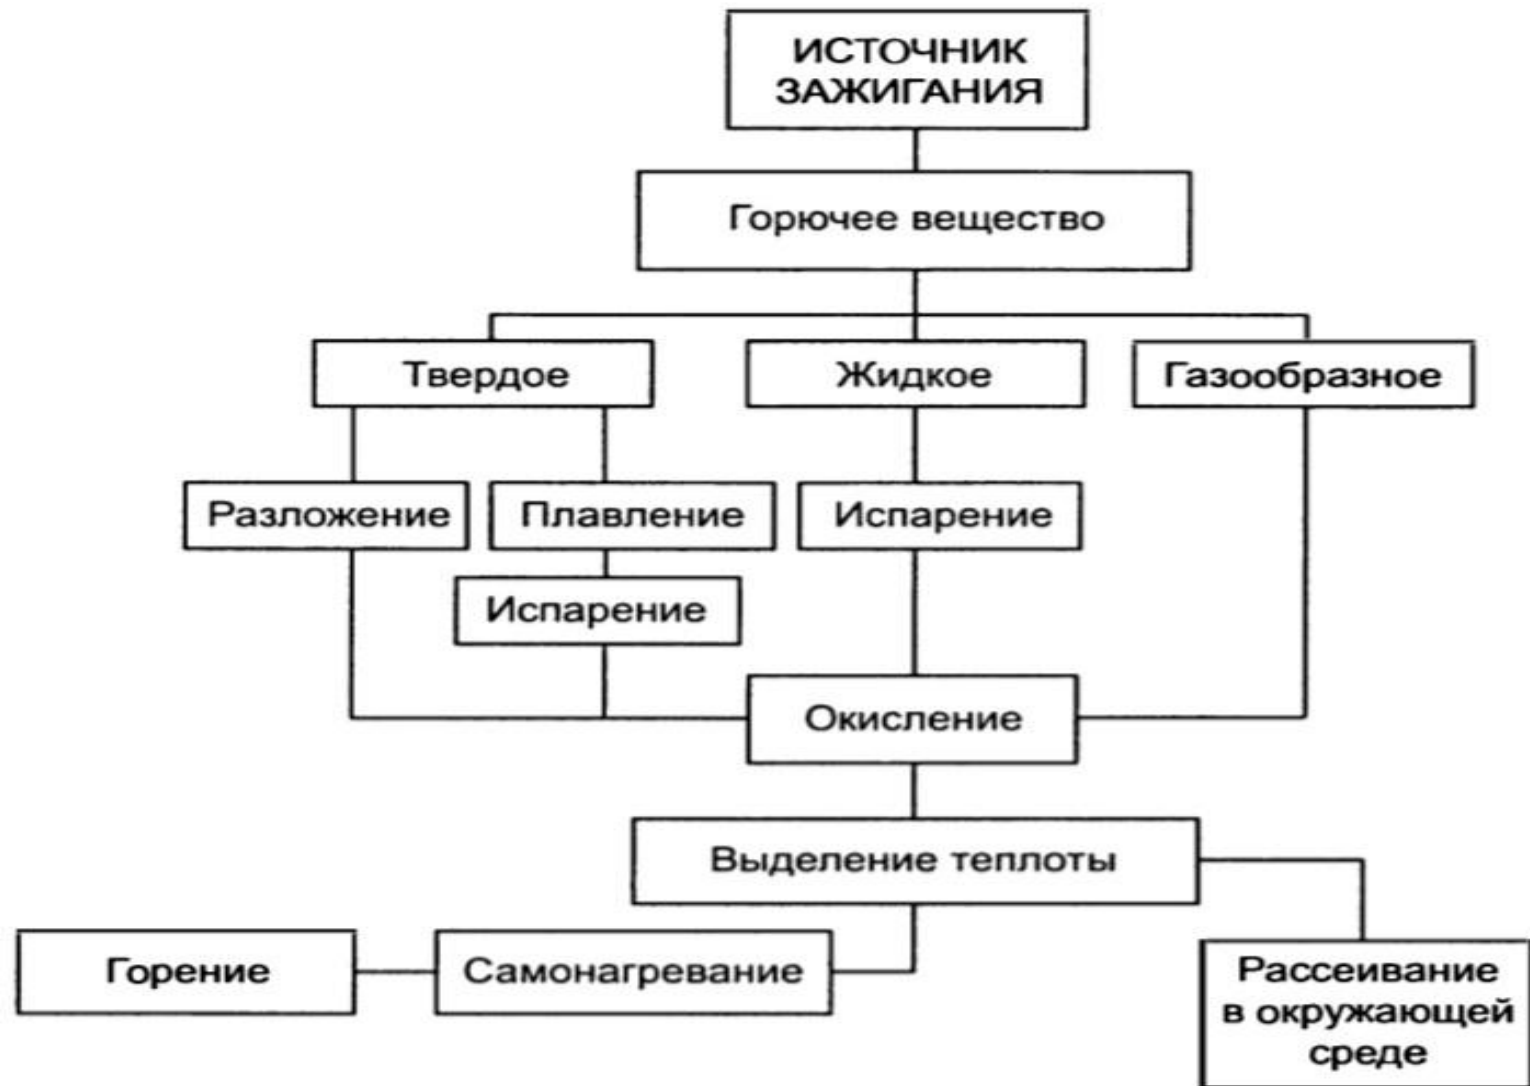 ИСТОЧНИК
ЗАЖИГАНИЯ
Горючее вещество
Твердое
Жидкое
Газообразное
Разложение
Плавление
Испарение
Испарение
Окисление
Выделение теплоты
Горение
Самонагревание
Рассеивание
в окружающей
среде